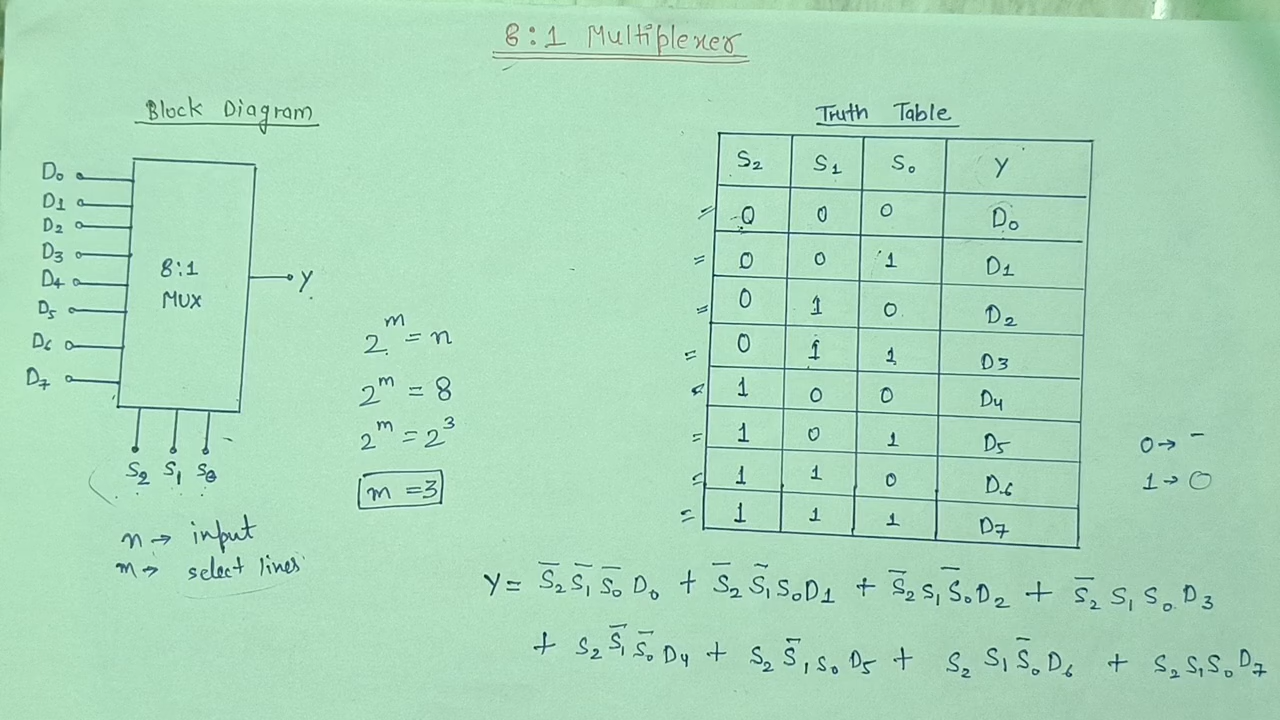 8:1 Multiplexer
Block Diagram
D₀
D1
D₂
D₃
D₄
D₅
D₆
D₇
8:1
MUX
Y
S₂ S₁ S₀
n → input
m → select lines
2ᵐ = n
2ᵐ = 8
2ᵐ = 2³
m = 3
Truth Table
S₂ S₁ S₀ Y
= 0 0 0 D₀
= 0 0 1 D1
= 0 1 0 D₂
= 0 1 1 D3
= 1 0 0 D₄
= 1 0 1 D₅
= 1 1 0 D₆
= 1 1 1 D₇
0 → ‾
1 → 0
Y = S̅₂ S̅₁ S̅₀ D₀ + S̅₂ S̅₁ S₀ D1 + S̅₂ S₁ S̅₀ D₂ + S̅₂ S₁ S₀ D₃
+ S₂ S̅₁ S̅₀ D₄ + S₂ S̅₁ S₀ D₅ + S₂ S₁ S̅₀ D₆ + S₂ S₁ S₀ D₇